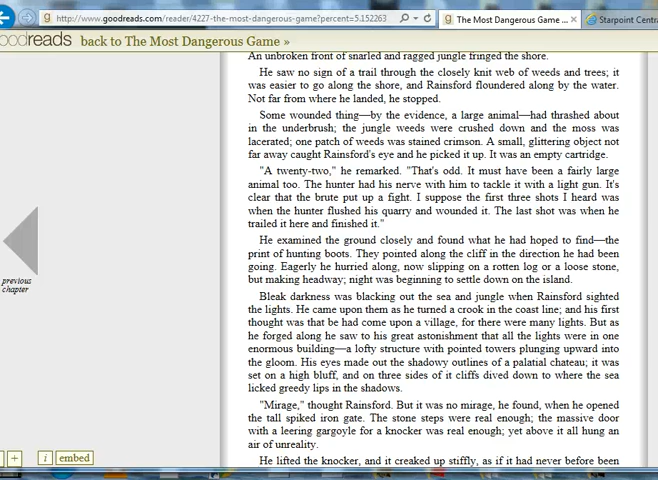 http://www.goodreads.com/reader/4227-the-most-dangerous-game?percent=5.152263
The Most Dangerous Game ...
Starpoint Central
oodreads back to The Most Dangerous Game »
An unbroken front of snarled and ragged jungle fringed the shore.
He saw no sign of a trail through the closely knit web of weeds and trees; it
was easier to go along the shore, and Rainsford floundered along by the water.
Not far from where he landed, he stopped.
Some wounded thing—by the evidence, a large animal—had thrashed about
in the underbrush; the jungle weeds were crushed down and the moss was
lacerated; one patch of weeds was stained crimson. A small, glittering object not
far away caught Rainsford's eye and he picked it up. It was an empty cartridge.
"A twenty-two," he remarked. "That's odd. It must have been a fairly large
animal too. The hunter had his nerve with him to tackle it with a light gun. It's
clear that the brute put up a fight. I suppose the first three shots I heard was
when the hunter flushed his quarry and wounded it. The last shot was when he
trailed it here and finished it."
He examined the ground closely and found what he had hoped to find—the
print of hunting boots. They pointed along the cliff in the direction he had been
going. Eagerly he hurried along, now slipping on a rotten log or a loose stone,
but making headway; night was beginning to settle down on the island.
previous
chapter
Bleak darkness was blacking out the sea and jungle when Rainsford sighted
the lights. He came upon them as he turned a crook in the coast line; and his first
thought was that be had come upon a village, for there were many lights. But as
he forged along he saw to his great astonishment that all the lights were in one
enormous building—a lofty structure with pointed towers plunging upward into
the gloom. His eyes made out the shadowy outlines of a palatial chateau; it was
set on a high bluff, and on three sides of it cliffs dived down to where the sea
licked greedy lips in the shadows.
"Mirage," thought Rainsford. But it was no mirage, he found, when he opened
the tall spiked iron gate. The stone steps were real enough; the massive door
with a leering gargoyle for a knocker was real enough; yet above it all hung an
air of unreality.
He lifted the knocker, and it creaked up stiffly, as if it had never before been
+ i embed